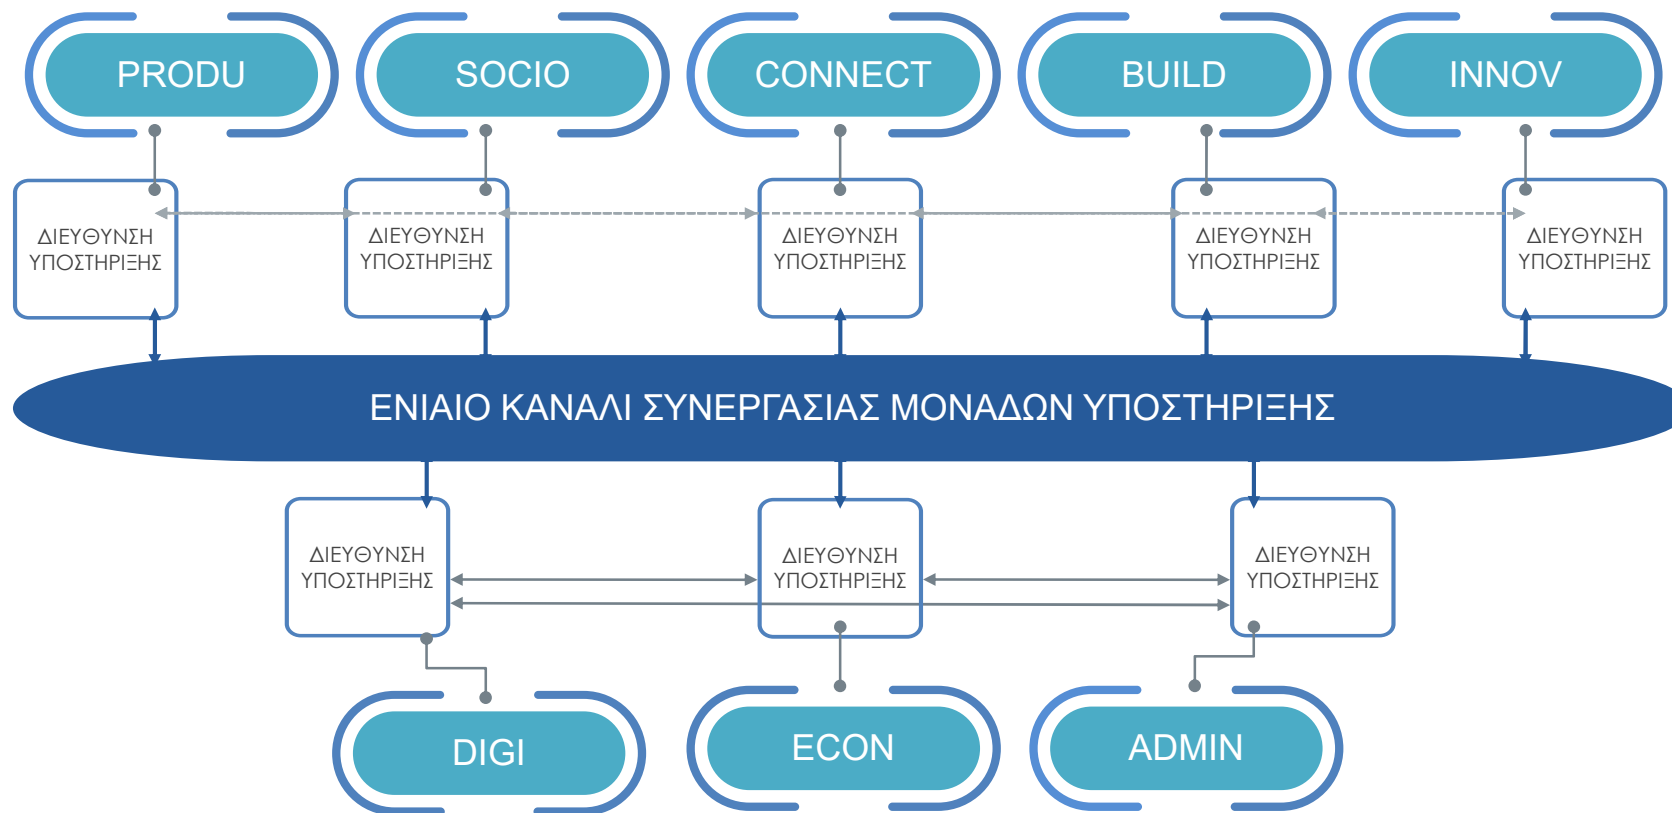 PRODU
SOCIO
CONNECT
BUILD
INNOV
ΔΙΕΥΘΥΝΣΗ
ΥΠΟΣΤΗΡΙΞΗΣ
ΔΙΕΥΘΥΝΣΗ
ΥΠΟΣΤΗΡΙΞΗΣ
ΔΙΕΥΘΥΝΣΗ
ΥΠΟΣΤΗΡΙΞΗΣ
ΔΙΕΥΘΥΝΣΗ
ΥΠΟΣΤΗΡΙΞΗΣ
ΔΙΕΥΘΥΝΣΗ
ΥΠΟΣΤΗΡΙΞΗΣ
ΕΝΙΑΙΟ ΚΑΝΑΛΙ ΣΥΝΕΡΓΑΣΙΑΣ ΜΟΝΑΔΩΝ ΥΠΟΣΤΗΡΙΞΗΣ
ΔΙΕΥΘΥΝΣΗ
ΥΠΟΣΤΗΡΙΞΗΣ
ΔΙΕΥΘΥΝΣΗ
ΥΠΟΣΤΗΡΙΞΗΣ
ΔΙΕΥΘΥΝΣΗ
ΥΠΟΣΤΗΡΙΞΗΣ
DIGI
ECON
ADMIN